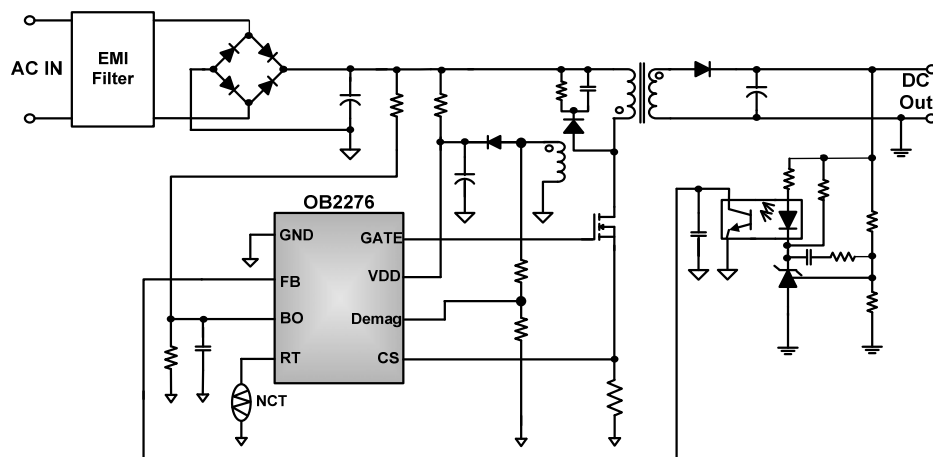 AC IN
EMI
Filter
DC
Out
OB2276
GND
GATE
FB
VDD
BO
Demag
RT
CS
NCT